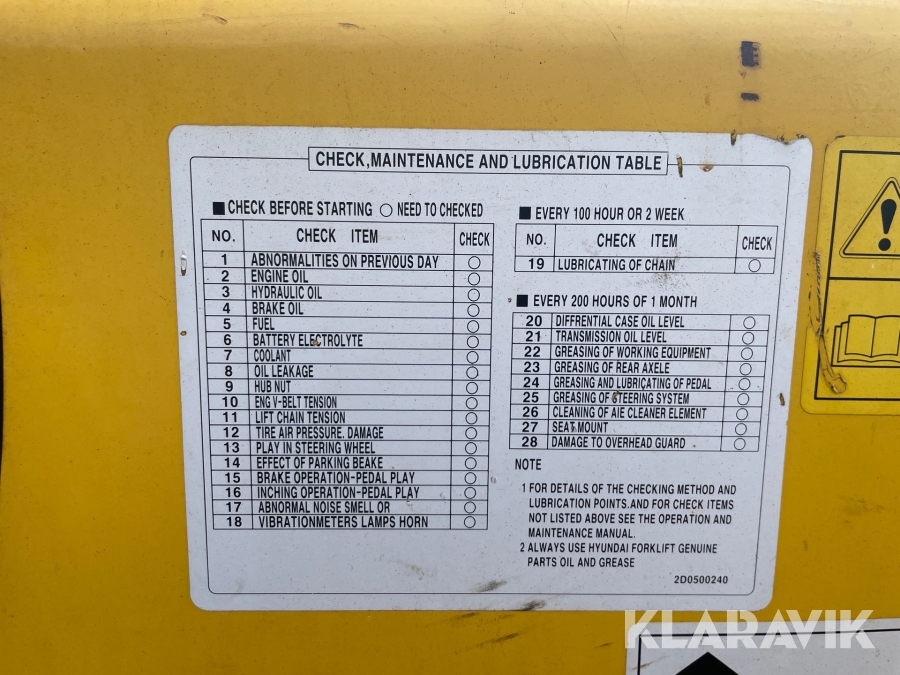 CHECK,MAINTENANCE AND LUBRICATION TABLE
■ CHECK BEFORE STARTING ○ NEED TO CHECKED
NO. CHECK ITEM CHECK
1 ABNORMALITIES ON PREVIOUS DAY ○
2 ENGINE OIL ○
3 HYDRAULIC OIL ○
4 BRAKE OIL ○
5 FUEL ○
6 BATTERY ELECTROLYTE ○
7 COOLANT ○
8 OIL LEAKAGE ○
9 HUB NUT ○
10 ENG V-BELT TENSION ○
11 LIFT CHAIN TENSION ○
12 TIRE AIR PRESSURE. DAMAGE ○
13 PLAY IN STEERING WHEEL ○
14 EFFECT OF PARKING BEAKE ○
15 BRAKE OPERATION-PEDAL PLAY ○
16 INCHING OPERATION-PEDAL PLAY ○
17 ABNORMAL NOISE SMELL OR ○
18 VIBRATIONMETERS LAMPS HORN ○
■ EVERY 100 HOUR OR 2 WEEK
NO. CHECK ITEM CHECK
19 LUBRICATING OF CHAIN ○
■ EVERY 200 HOURS OF 1 MONTH
20 DIFFRENTIAL CASE OIL LEVEL ○
21 TRANSMISSION OIL LEVEL ○
22 GREASING OF WORKING EQUIPMENT ○
23 GREASING OF REAR AXELE ○
24 GREASING AND LUBRICATING OF PEDAL ○
25 GREASING OF STEERING SYSTEM ○
26 CLEANING OF AIE CLEANER ELEMENT ○
27 SEAT MOUNT ○
28 DAMAGE TO OVERHEAD GUARD ○
NOTE
1 FOR DETAILS OF THE CHECKING METHOD AND
LUBRICATION POINTS.AND FOR CHECK ITEMS
NOT LISTED ABOVE SEE THE OPERATION AND
MAINTENANCE MANUAL.
2 ALWAYS USE HYUNDAI FORKLIFT GENUINE
PARTS OIL AND GREASE
2D0500240
KLARAVIK